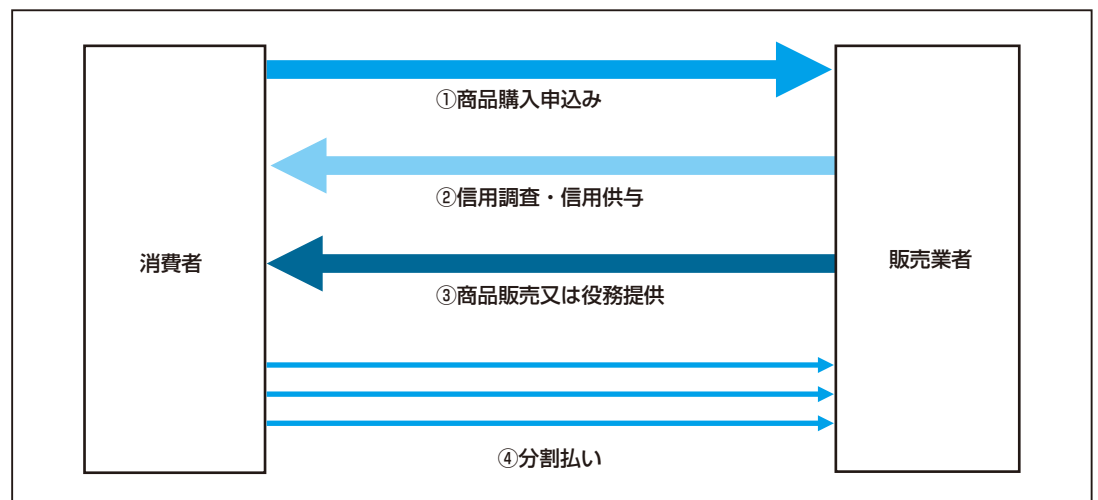 ①商品購入申込み
②信用調査・信用供与
消費者
販売業者
③商品販売又は役務提供
④分割払い